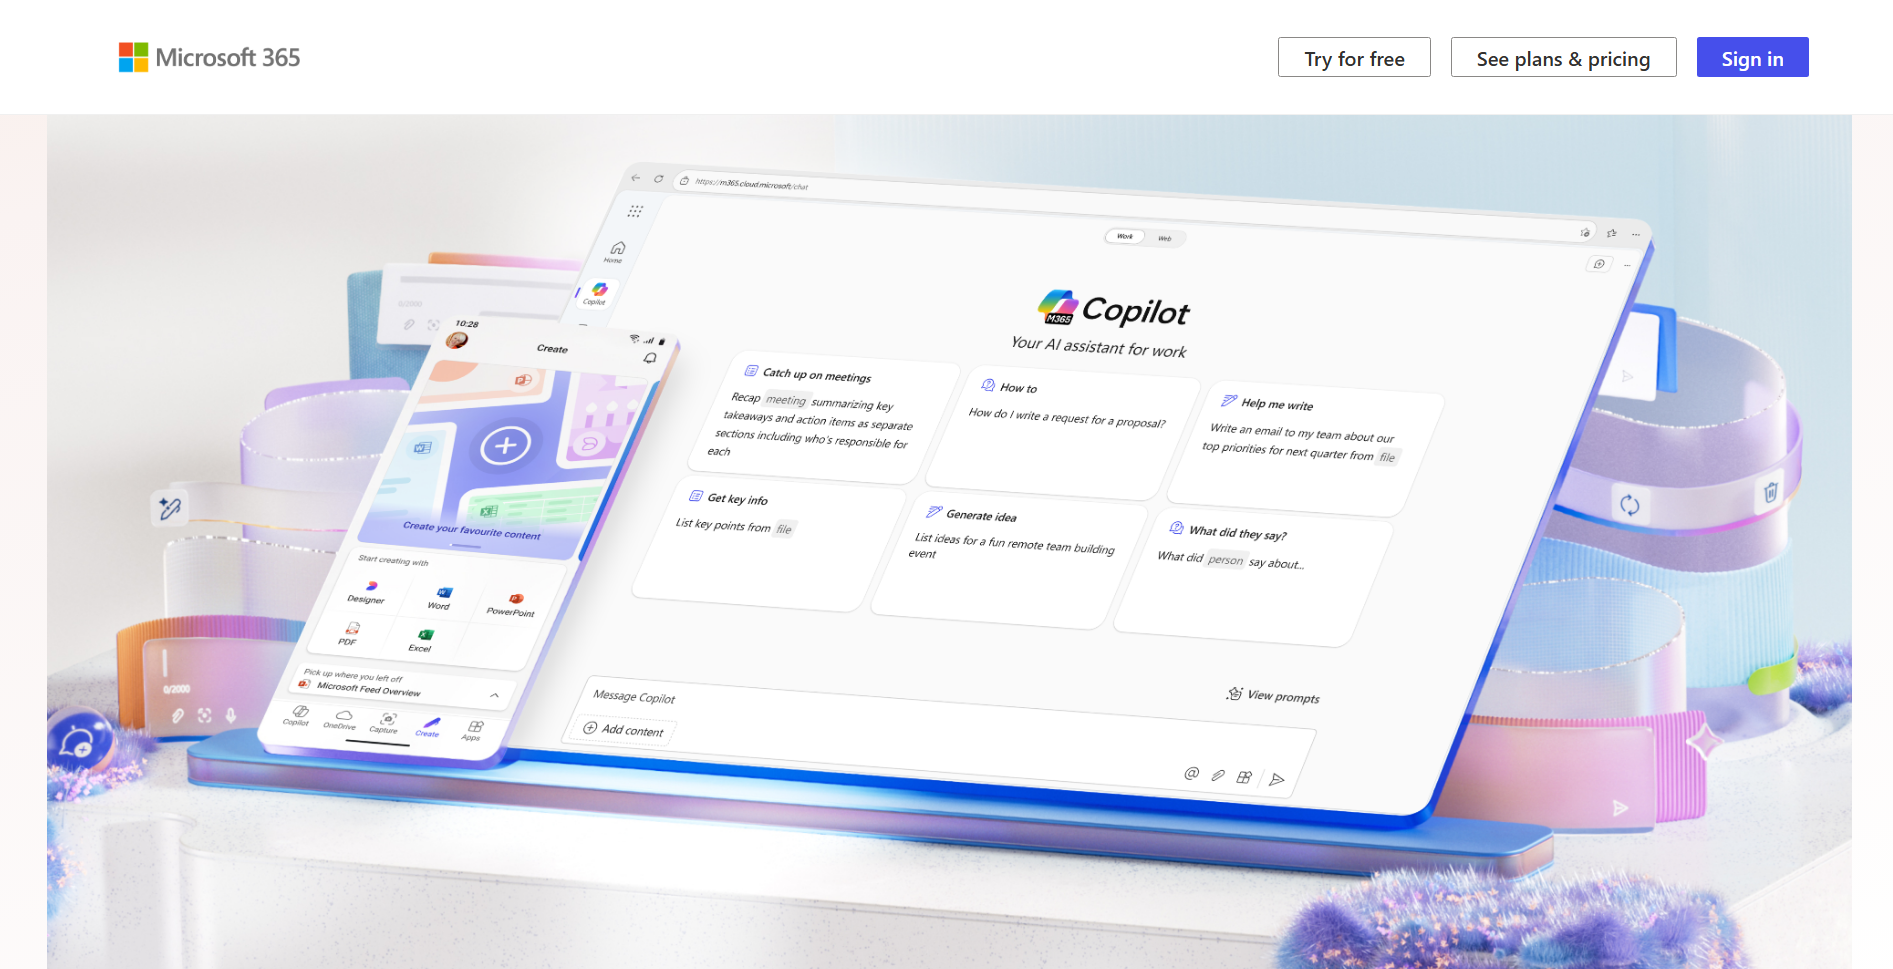 Microsoft 365
Try for free
See plans & pricing
Sign in
https://m365.cloud.microsoft/chat
Work
Web
Home
Copilot
M365
Copilot
Your AI assistant for work
Catch up on meetings
Recap meeting summarizing key
takeaways and action items as separate
sections including who's responsible for
each
How to
How do I write a request for a proposal?
Help me write
Write an email to my team about our
top priorities for next quarter from file
Get key info
List key points from file
Generate idea
List ideas for a fun remote team building
event
What did they say?
What did person say about...
View prompts
Message Copilot
Add content
0/2000
10:28
Create
Create your favourite content
Start creating with
Designer
Word
PowerPoint
PDF
Excel
Pick up where you left off
Microsoft Feed Overview
Copilot
OneDrive
Capture
Create
Apps
0/2000